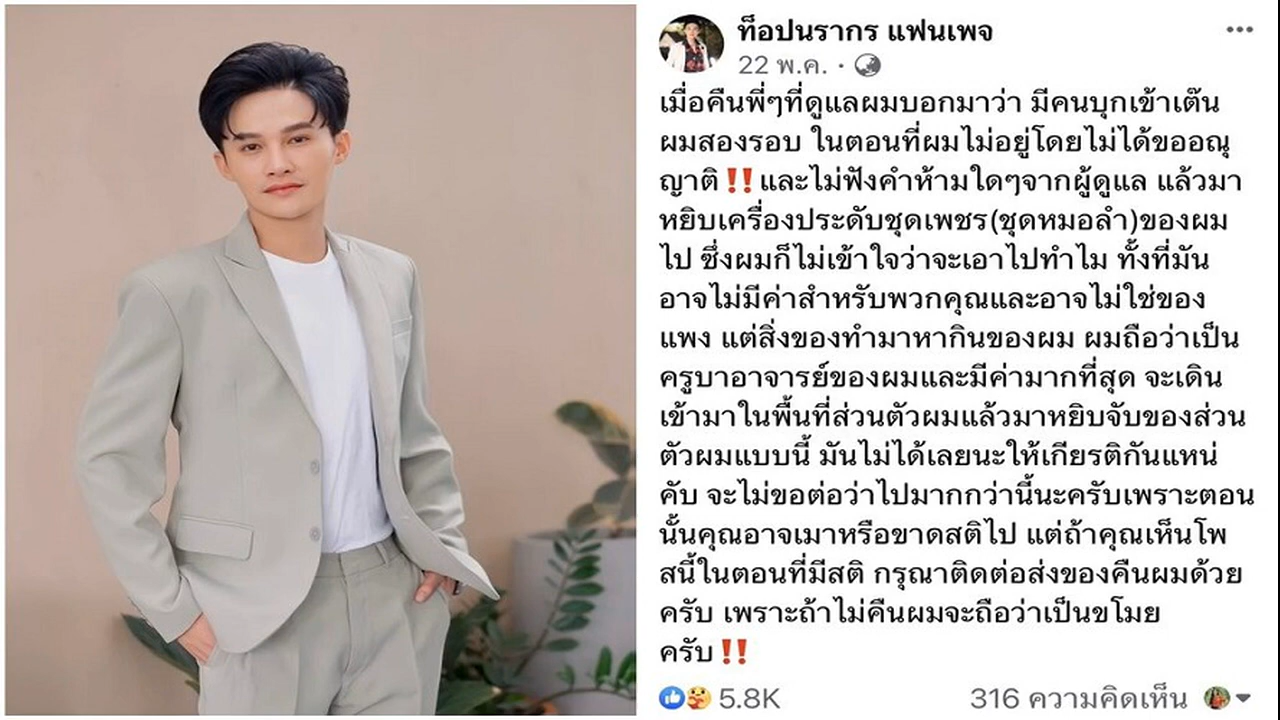 ท็อปนรากร แฟนเพจ
22 พ.ค. ·
เมื่อคืนพี่ๆที่ดูแลผมบอกมาว่า มีคนบุกเข้าเต๊น
ผมสองรอบ ในตอนที่ผมไม่อยู่โดยไม่ได้ขออณุ
ญาติ‼️และไม่ฟังคำห้ามใดๆจากผู้ดูแล แล้วมา
หยิบเครื่องประดับชุดเพชร(ชุดหมอลำ)ของผม
ไป ซึ่งผมก็ไม่เข้าใจว่าจะเอาไปทำไม ทั้งที่มัน
อาจไม่มีค่าสำหรับพวกคุณและอาจไม่ใช่ของ
แพง แต่สิ่งของทำมาหากินของผม ผมถือว่าเป็น
ครูบาอาจารย์ของผมและมีค่ามากที่สุด จะเดิน
เข้ามาในพื้นที่ส่วนตัวผมแล้วมาหยิบจับของส่วน
ตัวผมแบบนี้ มันไม่ได้เลยนะให้เกียรติกันแหน่
คับ จะไม่ขอต่อว่าไปมากกว่านี้นะครับเพราะตอน
นั้นคุณอาจเมาหรือขาดสติไป แต่ถ้าคุณเห็นโพ
สนี้ในตอนที่มีสติ กรุณาติดต่อส่งของคืนผมด้วย
ครับ เพราะถ้าไม่คืนผมจะถือว่าเป็นขโมย
ครับ‼️
5.8K 316 ความคิดเห็น